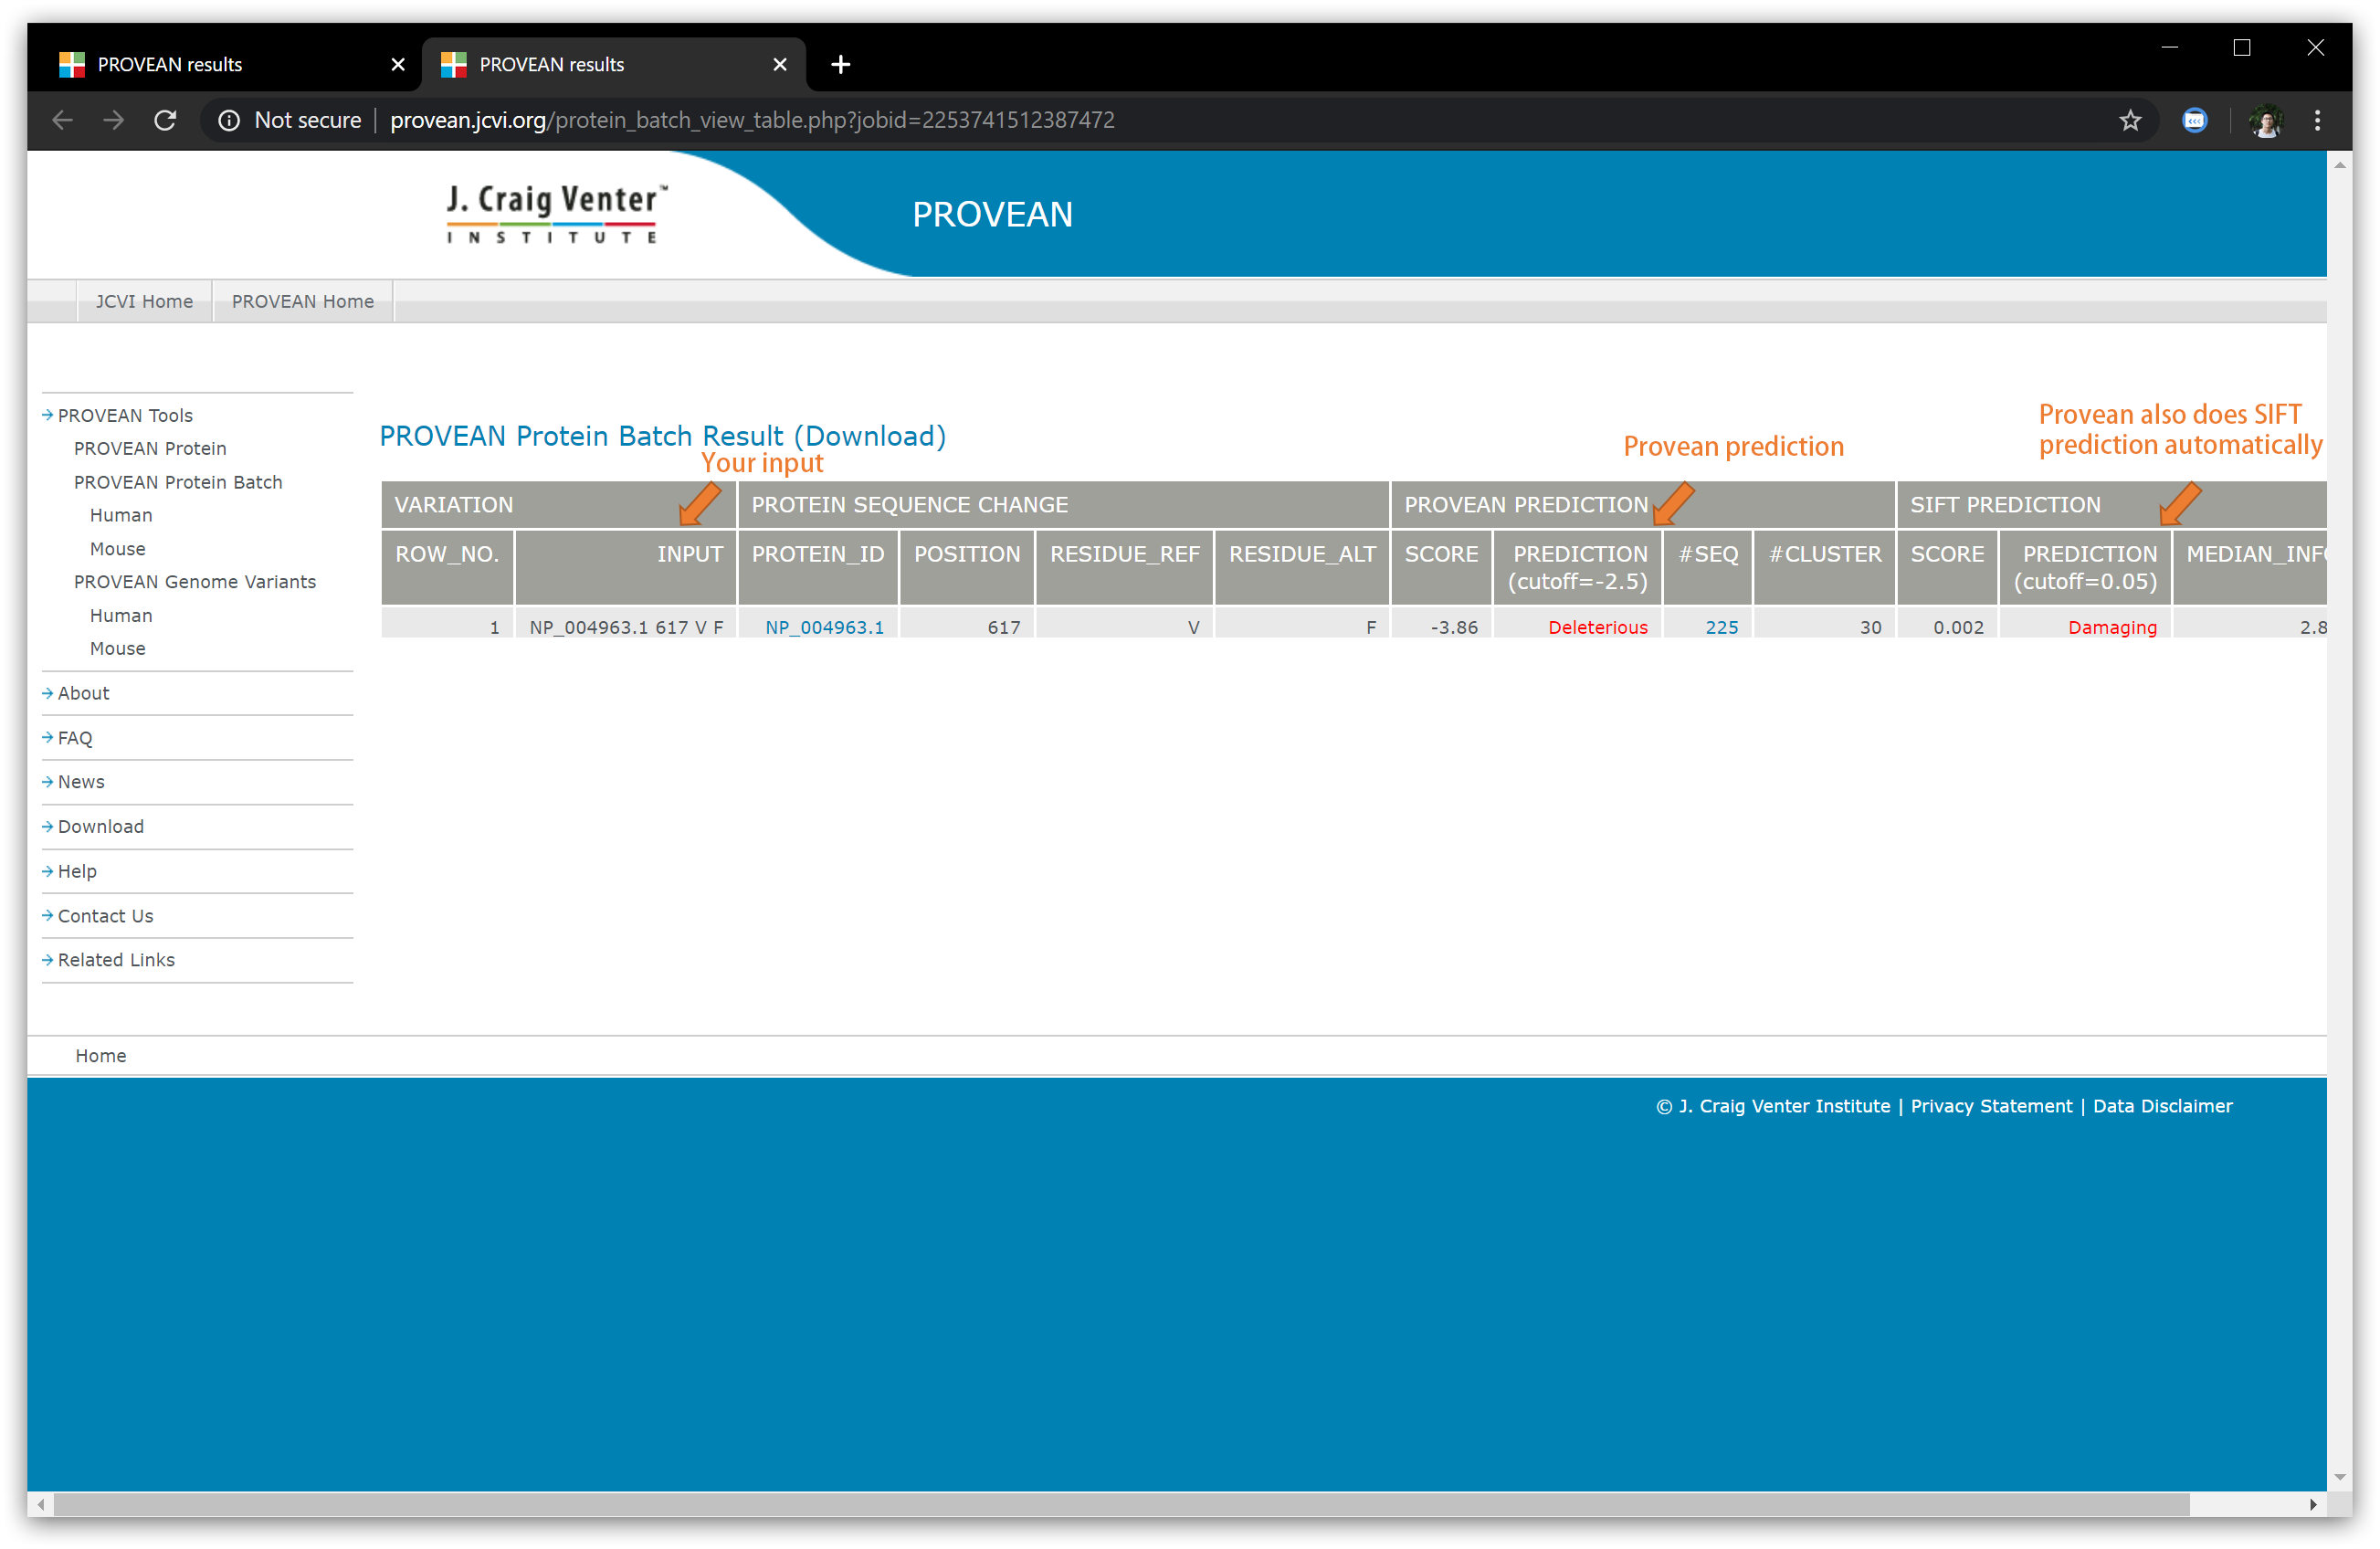 PROVEAN results
PROVEAN results
Not secure | provean.jcvi.org/protein_batch_view_table.php?jobid=2253741512387472
J. Craig Venter™
INSTITUTE
PROVEAN
JCVI Home
PROVEAN Home
PROVEAN Tools
PROVEAN Protein
PROVEAN Protein Batch
Human
Mouse
PROVEAN Genome Variants
Human
Mouse
About
FAQ
News
Download
Help
Contact Us
Related Links
PROVEAN Protein Batch Result (Download)
Your input
Provean prediction
Provean also does SIFT
prediction automatically
VARIATION PROTEIN SEQUENCE CHANGE PROVEAN PREDICTION SIFT PREDICTION
ROW_NO. INPUT PROTEIN_ID POSITION RESIDUE_REF RESIDUE_ALT SCORE PREDICTION #SEQ #CLUSTER SCORE PREDICTION MEDIAN_INF
(cutoff=-2.5) (cutoff=0.05)
1 NP_004963.1 617 V F NP_004963.1 617 V F -3.86 Deleterious 225 30 0.002 Damaging 2.8
Home
© J. Craig Venter Institute | Privacy Statement | Data Disclaimer